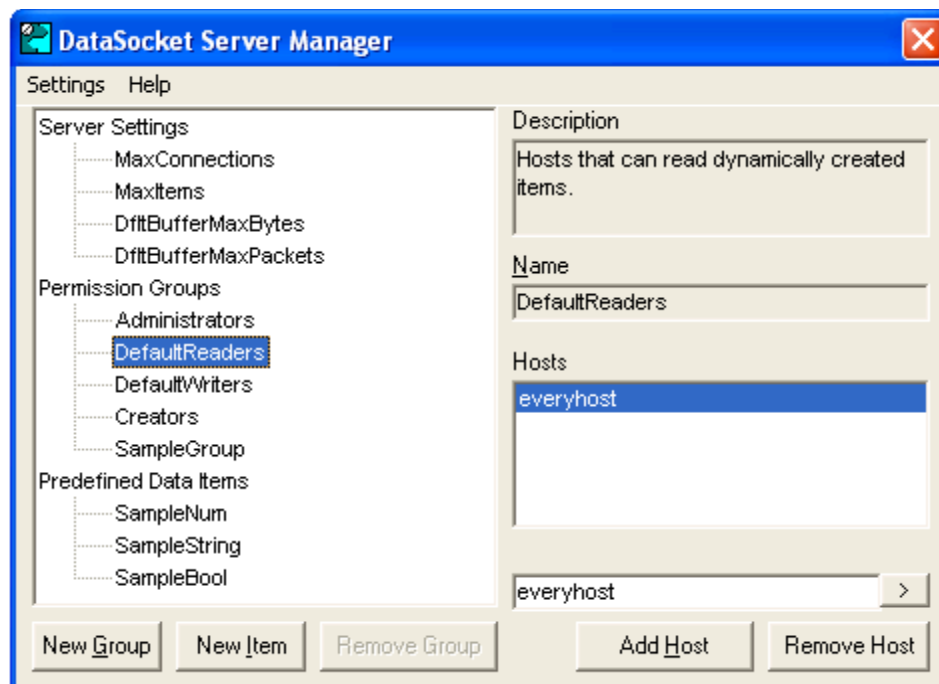 DataSocket Server Manager
Settings Help
Server Settings
MaxConnections
MaxItems
DfltBufferMaxBytes
DfltBufferMaxPackets
Permission Groups
Administrators
DefaultReaders
DefaultWriters
Creators
SampleGroup
Predefined Data Items
SampleNum
SampleString
SampleBool
Description
Hosts that can read dynamically created
items.
Name
DefaultReaders
Hosts
everyhost
everyhost >
New Group New Item Remove Group Add Host Remove Host